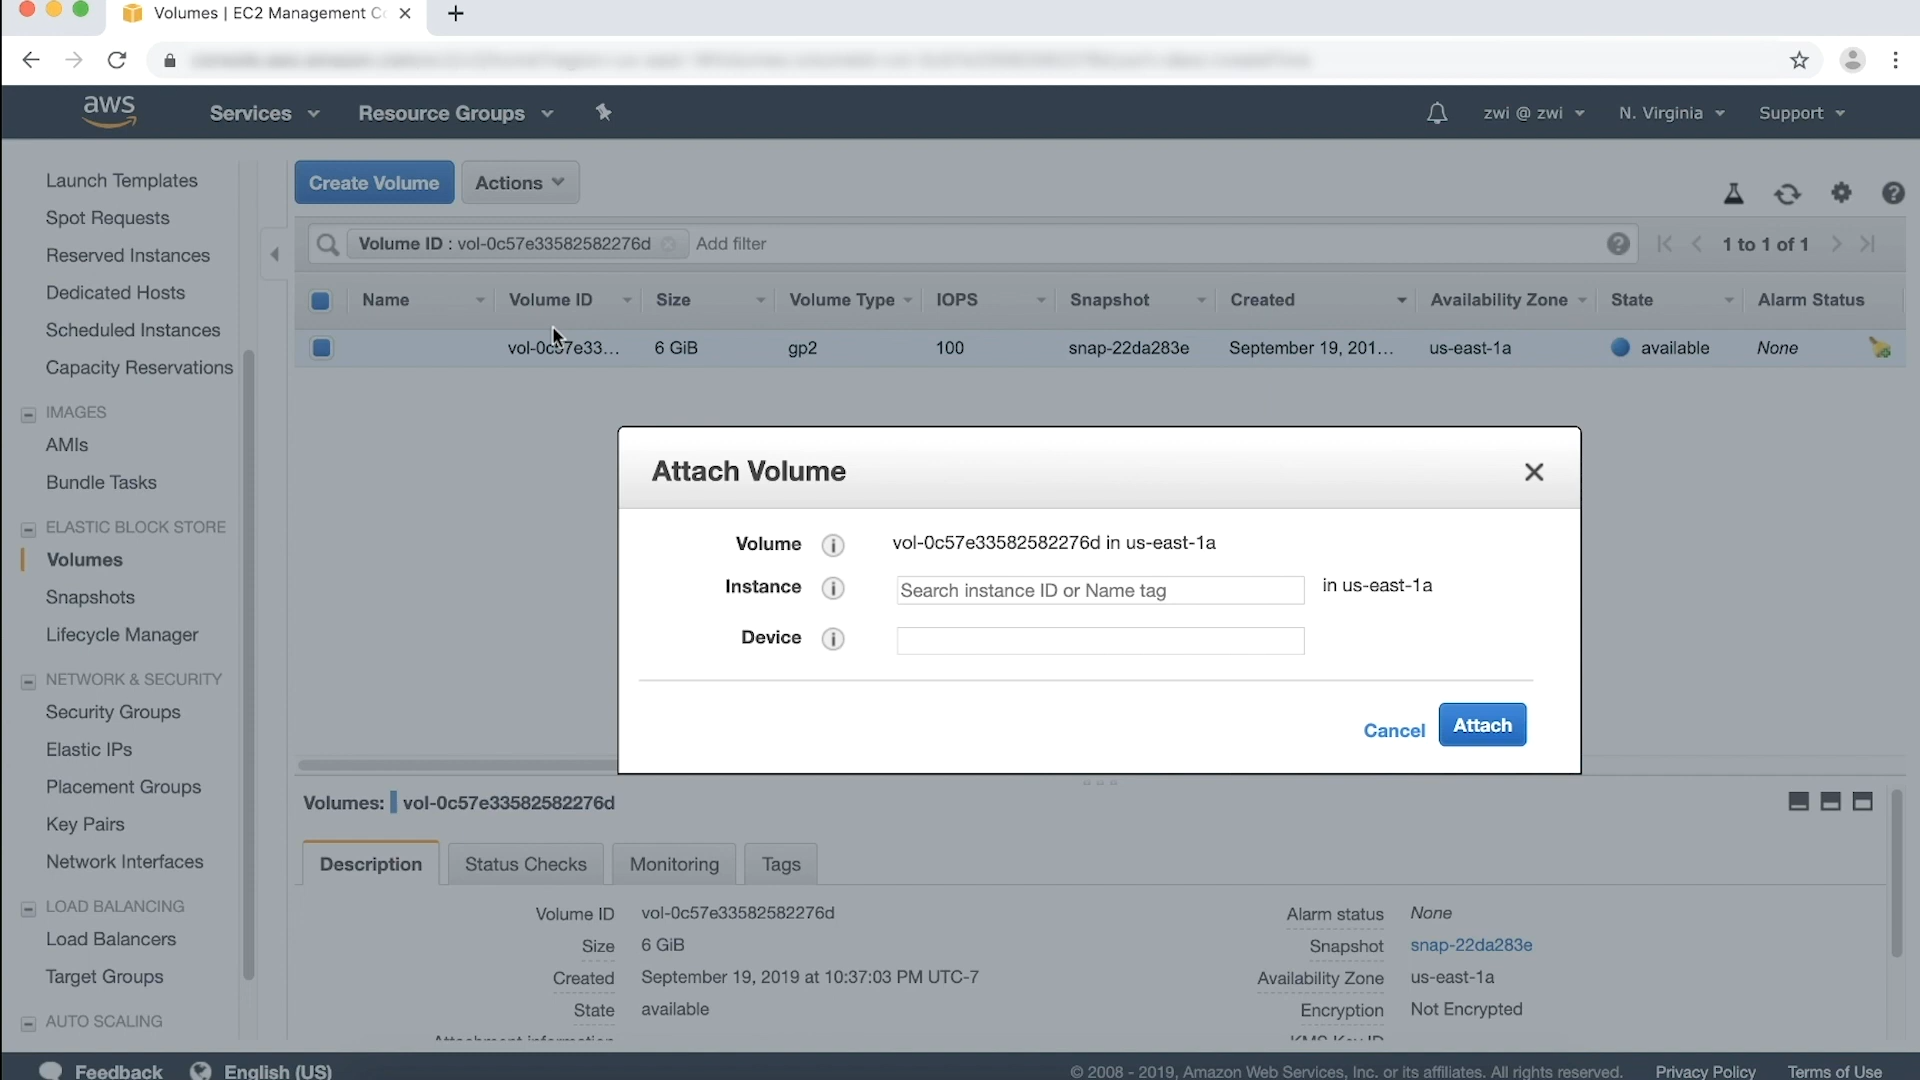 Volumes | EC2 Management C
aws
Services
Resource Groups
zwi @ zwi
N. Virginia
Support
Launch Templates
Spot Requests
Reserved Instances
Dedicated Hosts
Scheduled Instances
Capacity Reservations
IMAGES
AMIs
Bundle Tasks
ELASTIC BLOCK STORE
Volumes
Snapshots
Lifecycle Manager
NETWORK & SECURITY
Security Groups
Elastic IPs
Placement Groups
Key Pairs
Network Interfaces
LOAD BALANCING
Load Balancers
Target Groups
AUTO SCALING
Create Volume Actions
Volume ID : vol-0c57e33582582276d Add filter
1 to 1 of 1
Name Volume ID Size Volume Type IOPS Snapshot Created Availability Zone State Alarm Status
vol-0c57e33... 6 GiB gp2 100 snap-22da283e September 19, 201... us-east-1a available None
Attach Volume
Volume vol-0c57e33582582276d in us-east-1a
Instance Search instance ID or Name tag in us-east-1a
Device
Cancel Attach
Volumes: vol-0c57e33582582276d
Description Status Checks Monitoring Tags
Volume ID vol-0c57e33582582276d Alarm status None
Size 6 GiB Snapshot snap-22da283e
Created September 19, 2019 at 10:37:03 PM UTC-7 Availability Zone us-east-1a
State available Encryption Not Encrypted
Attachment information KMS Key ID
Feedback English (US) © 2008 - 2019, Amazon Web Services, Inc. or its affiliates. All rights reserved. Privacy Policy Terms of Use